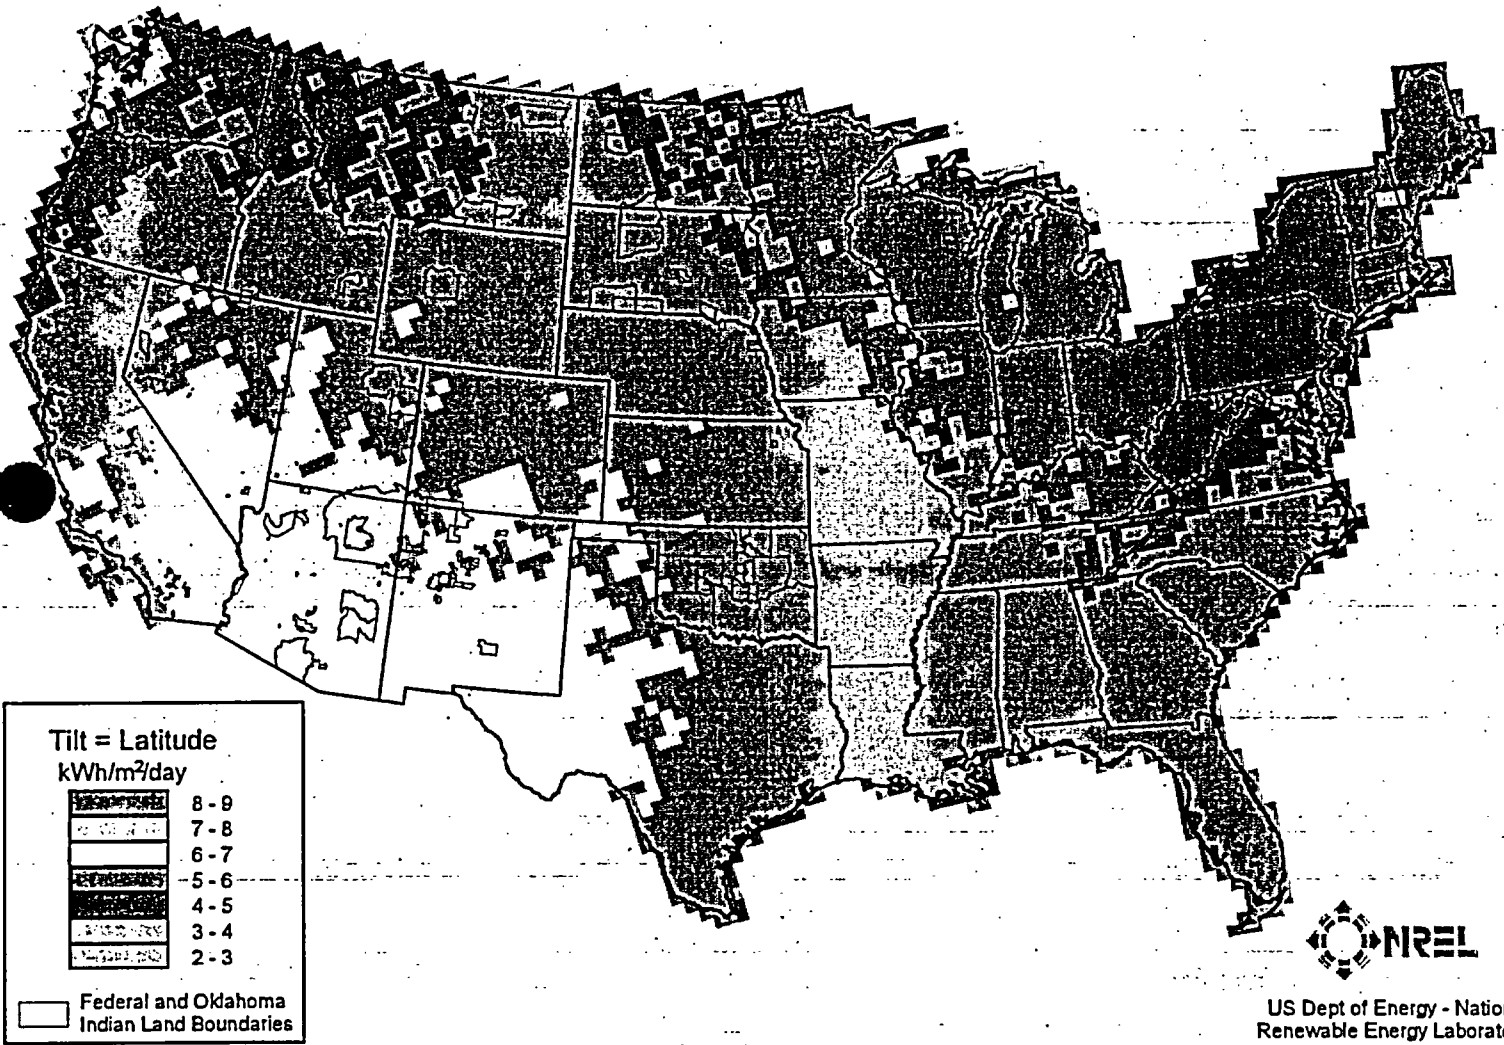 Tilt = Latitude
kWh/m²/day
8 - 9
7 - 8
6 - 7
5 - 6
4 - 5
3 - 4
2 - 3
Federal and Oklahoma
Indian Land Boundaries
NREL
US Dept of Energy - Nation
Renewable Energy Laborato